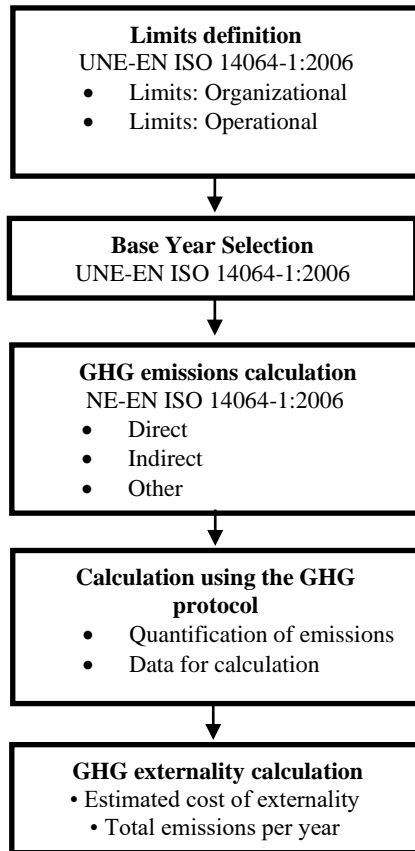 Limits definition
UNE-EN ISO 14064-1:2006
• Limits: Organizational
• Limits: Operational
Base Year Selection
UNE-EN ISO 14064-1:2006
GHG emissions calculation
NE-EN ISO 14064-1:2006
• Direct
• Indirect
• Other
Calculation using the GHG
protocol
• Quantification of emissions
• Data for calculation
GHG externality calculation
• Estimated cost of externality
• Total emissions per year